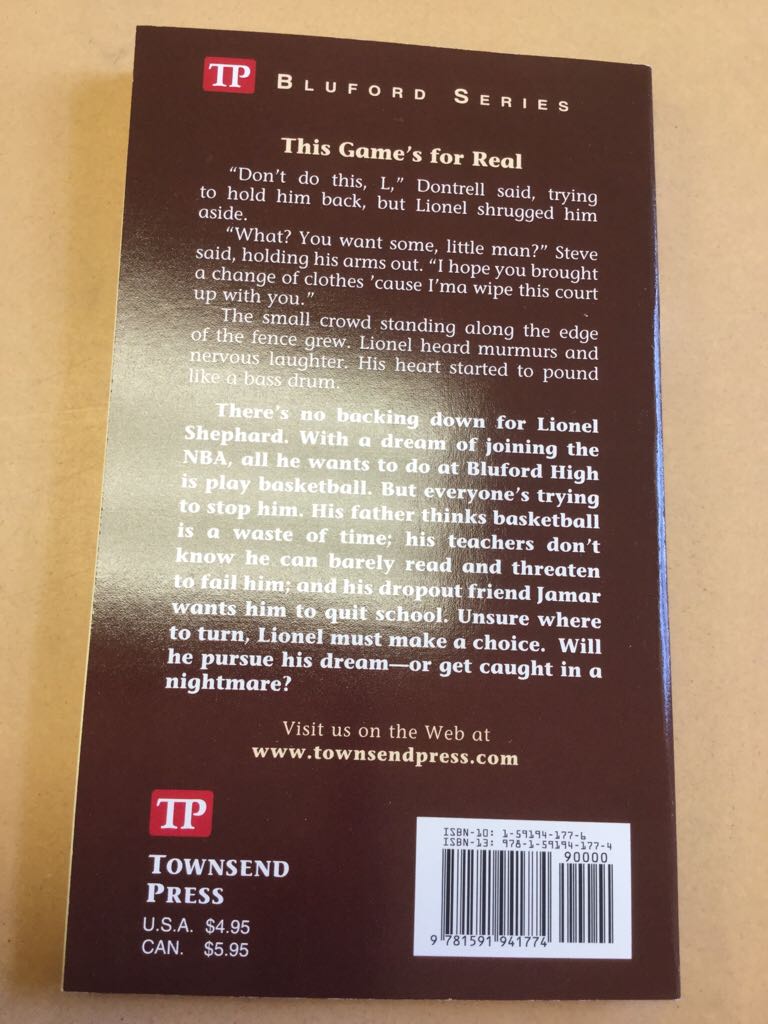 TP BLUFORD SERIES
This Game's for Real
"Don't do this, L," Dontrell said, trying
to hold him back, but Lionel shrugged him
aside.
"What? You want some, little man?" Steve
said, holding his arms out. "I hope you brought
a change of clothes 'cause I'ma wipe this court
up with you."
The small crowd standing along the edge
of the fence grew. Lionel heard murmurs and
nervous laughter. His heart started to pound
like a bass drum.
There's no backing down for Lionel
Shephard. With a dream of joining the
NBA, all he wants to do at Bluford High
is play basketball. But everyone's trying
to stop him. His father thinks basketball
is a waste of time; his teachers don't
know he can barely read and threaten
to fail him; and his dropout friend Jamar
wants him to quit school. Unsure where
to turn, Lionel must make a choice. Will
he pursue his dream—or get caught in a
nightmare?
Visit us on the Web at
www.townsendpress.com
TP
TOWNSEND
PRESS
U.S.A. $4.95
CAN. $5.95
ISBN-10: 1-59194-177-6
ISBN-13: 978-1-59194-177-4
90000
9 781591 941774